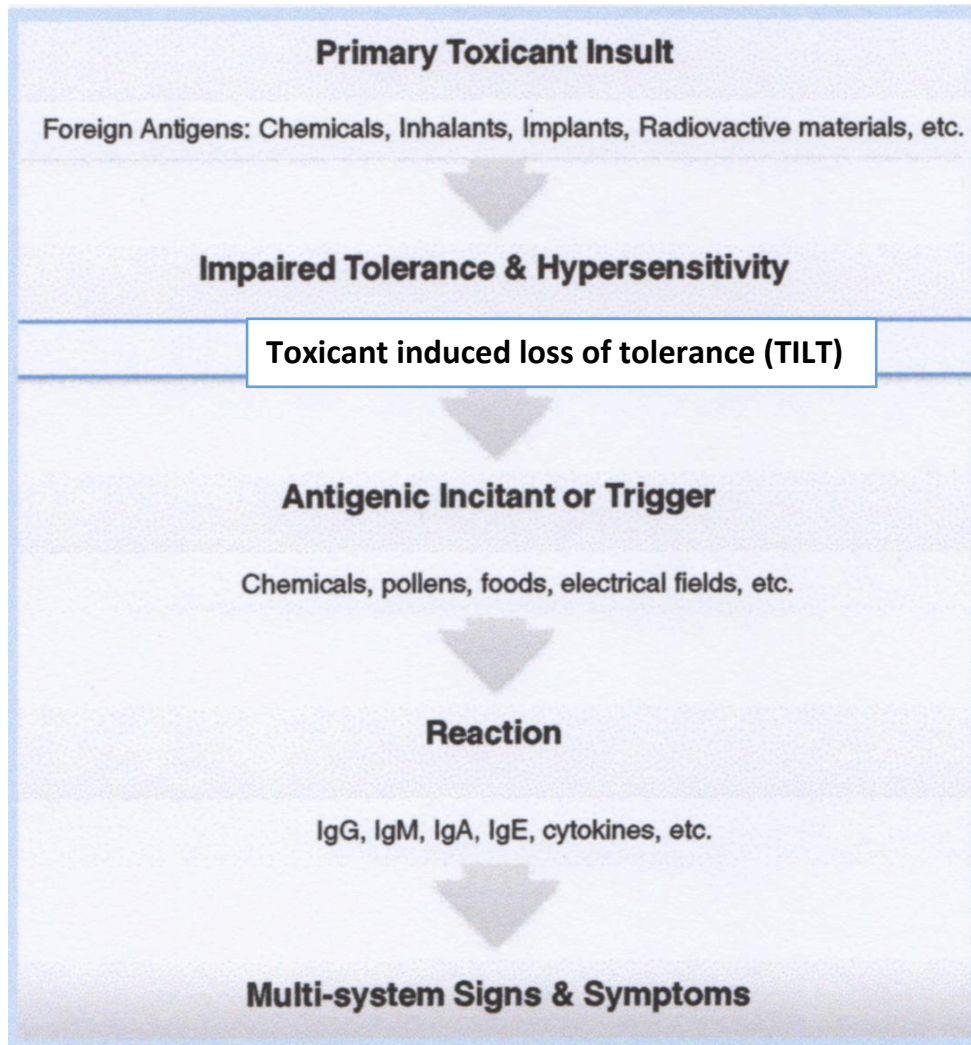 Primary Toxicant Insult
Foreign Antigens: Chemicals, Inhalants, Implants, Radiovactive materials, etc.
Impaired Tolerance & Hypersensitivity
Toxicant induced loss of tolerance (TILT)
Antigenic Incitant or Trigger
Chemicals, pollens, foods, electrical fields, etc.
Reaction
IgG, IgM, IgA, IgE, cytokines, etc.
Multi-system Signs & Symptoms